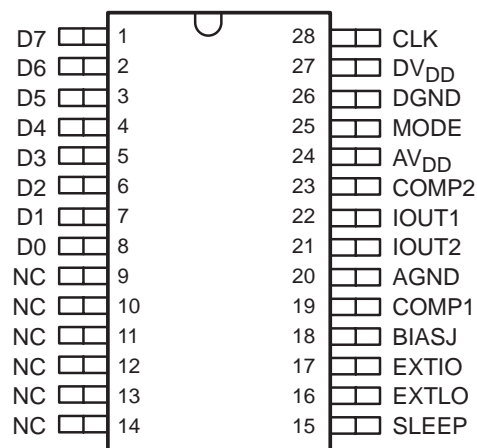 D7 1 28 CLK
D6 2 27 DVDD
D5 3 26 DGND
D4 4 25 MODE
D3 5 24 AVDD
D2 6 23 COMP2
D1 7 22 IOUT1
D0 8 21 IOUT2
NC 9 20 AGND
NC 10 19 COMP1
NC 11 18 BIASJ
NC 12 17 EXTIO
NC 13 16 EXTLO
NC 14 15 SLEEP